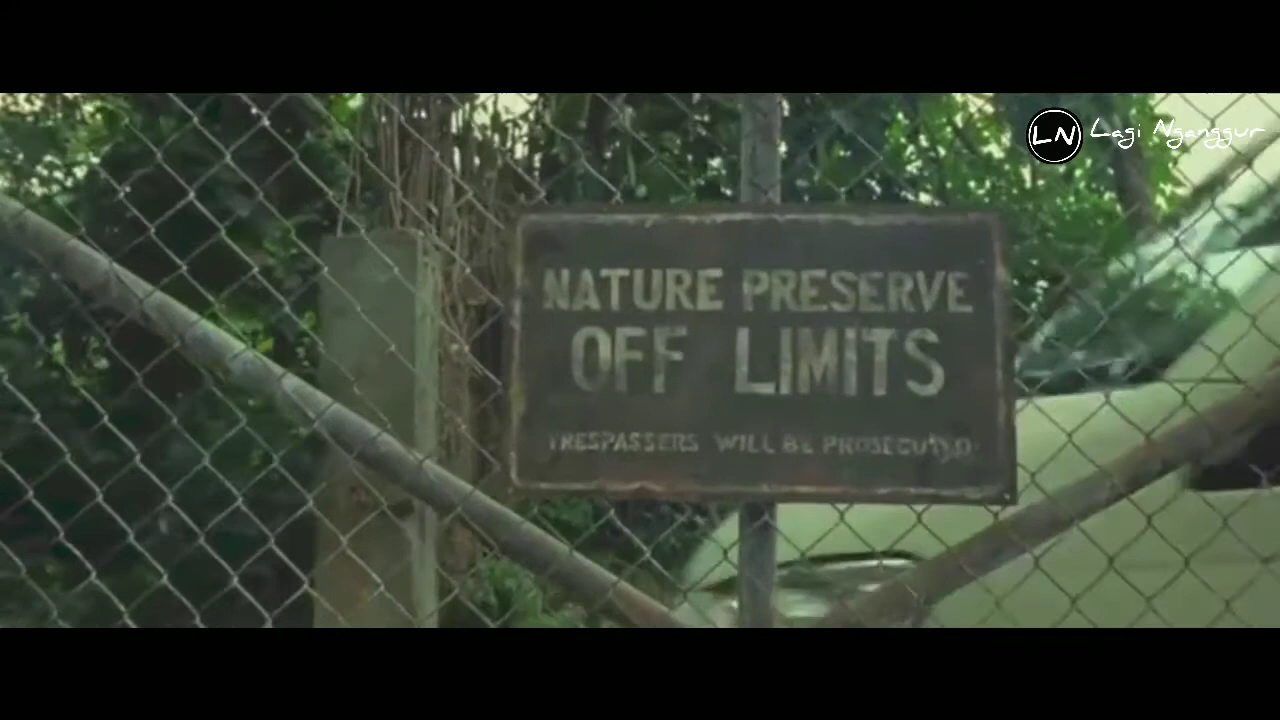 LN Lagi Nganggur
NATURE PRESERVE
OFF LIMITS
TRESPASSERS WILL BE PROSECUTED